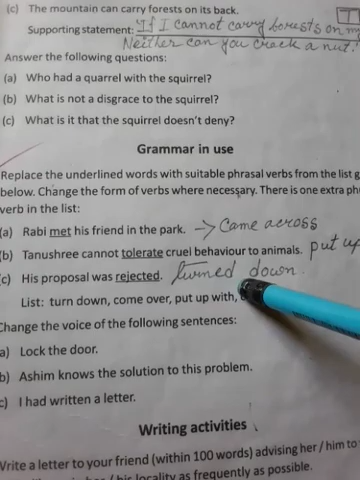 (c) The mountain can carry forests on its back.
Supporting statement: "If I cannot carry forests on my
Neither can you crack a nut."
Answer the following questions:
(a) Who had a quarrel with the squirrel?
(b) What is not a disgrace to the squirrel?
(c) What is it that the squirrel doesn't deny?
Grammar in use
Replace the underlined words with suitable phrasal verbs from the list g
below. Change the form of verbs where necessary. There is one extra phr
verb in the list:
(a) Rabi met his friend in the park. → Came across
(b) Tanushree cannot tolerate cruel behaviour to animals. put up
(c) His proposal was rejected. turned down.
List: turn down, come over, put up with,
Change the voice of the following sentences:
a) Lock the door.
b) Ashim knows the solution to this problem.
c) I had written a letter.
Writing activities
Write a letter to your friend (within 100 words) advising her / him to
his locality as frequently as possible.